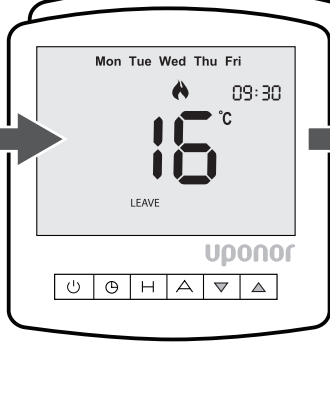 Mon Tue Wed Thu Fri
09:30
16°C
LEAVE
uponor